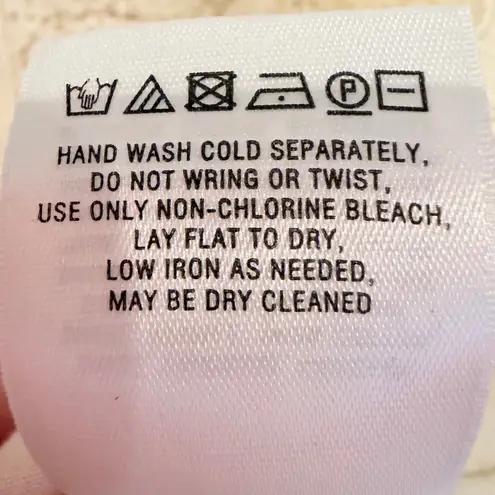 P
HAND WASH COLD SEPARATELY,
DO NOT WRING OR TWIST,
USE ONLY NON-CHLORINE BLEACH,
LAY FLAT TO DRY,
LOW IRON AS NEEDED,
MAY BE DRY CLEANED